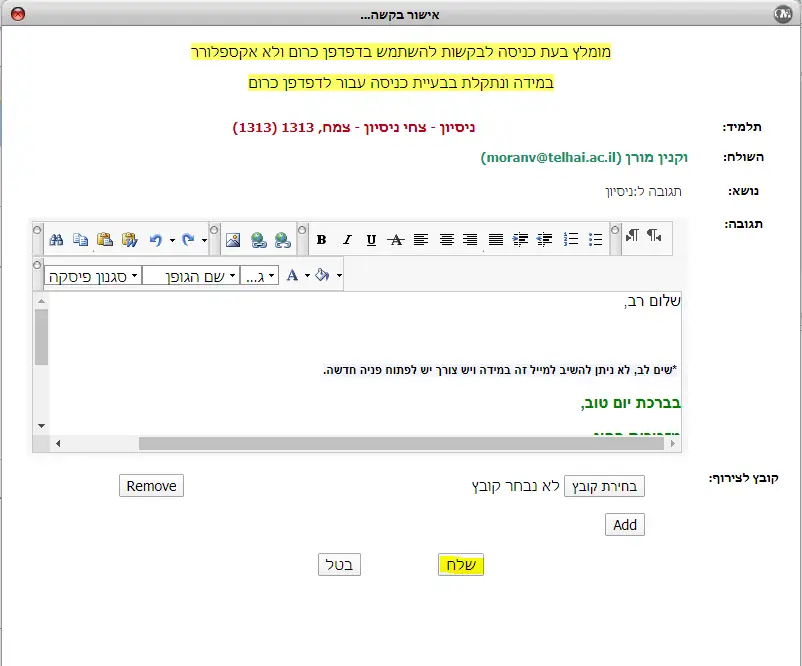 אישור בקשה...
מומלץ בעת כניסה לבקשות להשתמש בדפדפן כרום ולא אקספלורר
במידה ונתקלת בבעיית כניסה עבור לדפדפן כרום
תלמיד: ניסיון - צחי ניסיון - צמח, 1313 (1313)
השולח: וקנין מורן (moranv@telhai.ac.il)
נושא: תגובה ל:ניסיון
תגובה:
B I U A
סגנון פיסקה שם הגופן ג... A
שלום רב,
*שים לב, לא ניתן להשיב למייל זה במידה ויש צורך יש לפתוח פניה חדשה.
בברכת יום טוב,
קובץ לצירוף: בחירת קובץ לא נבחר קובץ Remove
Add
שלח בטל